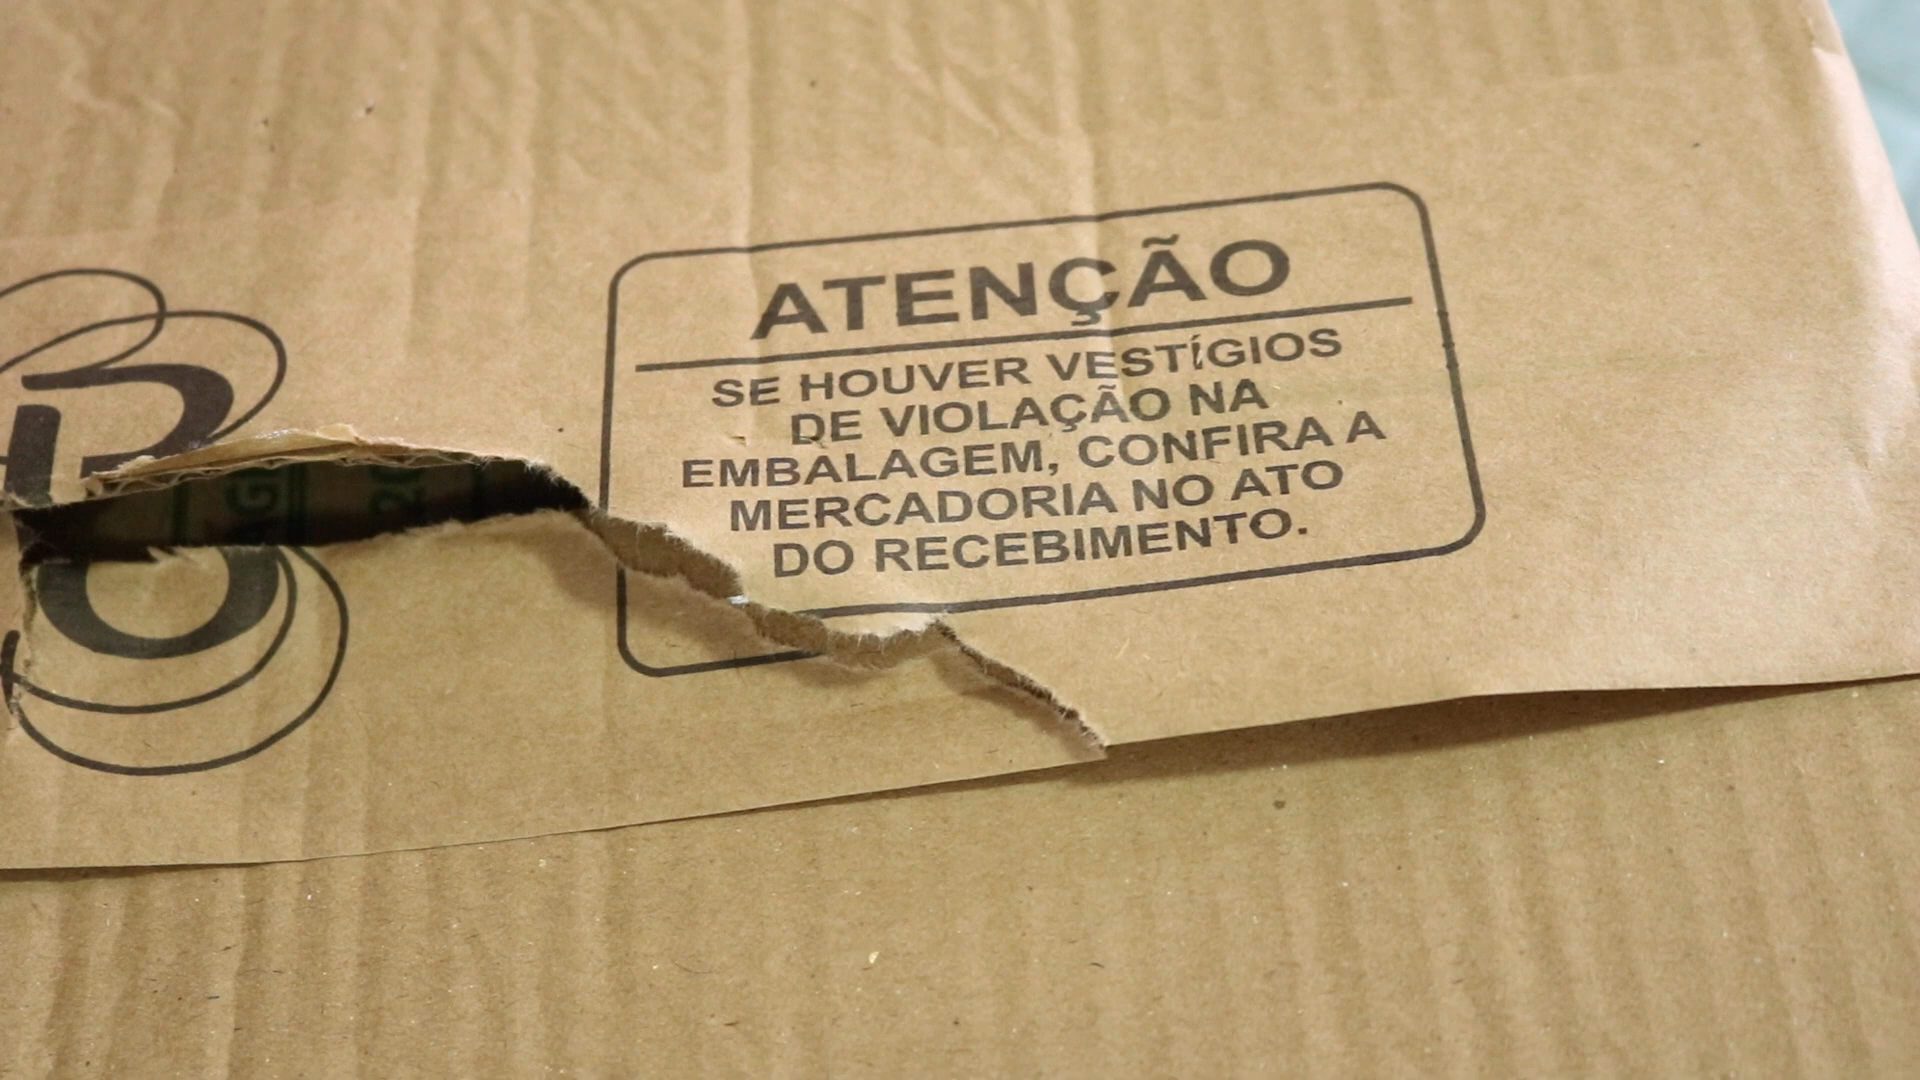 ATENÇÃO
SE HOUVER VESTÍGIOS
DE VIOLAÇÃO NA
EMBALAGEM, CONFIRA A
MERCADORIA NO ATO
DO RECEBIMENTO.